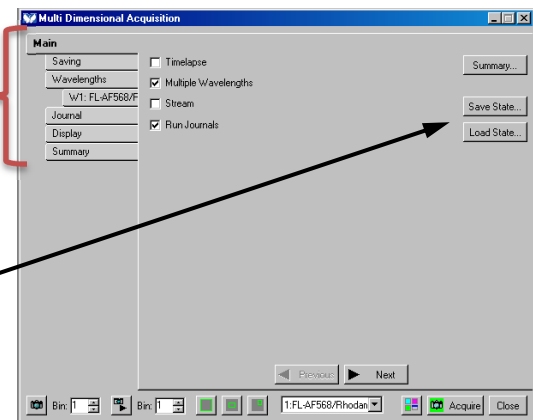 Multi Dimensional Acquisition
Main
Saving
Wavelengths
W1: FL-AF568/F
Journal
Display
Summary
Timelapse
Multiple Wavelengths
Stream
Run Journals
Summary...
Save State...
Load State...
Previous
Next
Bin: 1
Bin: 1
1:FL-AF568/Rhodan
Acquire
Close